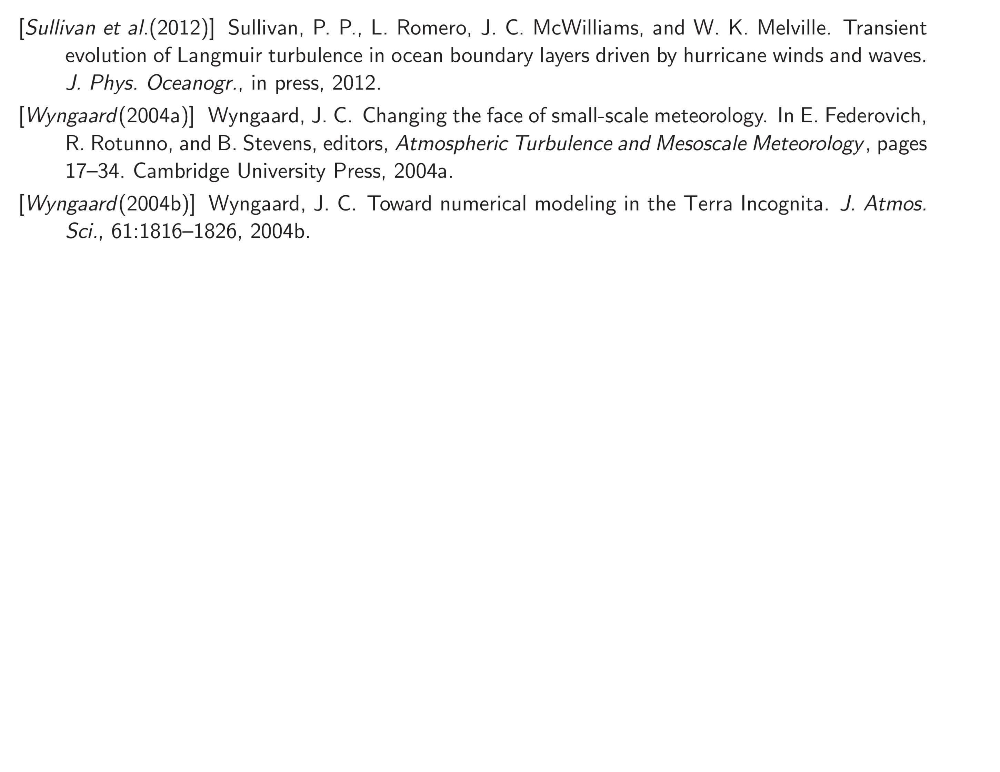 [Sullivan et al.(2012)] Sullivan, P. P., L. Romero, J. C. McWilliams, and W. K. Melville. Transient
evolution of Langmuir turbulence in ocean boundary layers driven by hurricane winds and waves.
J. Phys. Oceanogr., in press, 2012.
[Wyngaard(2004a)] Wyngaard, J. C. Changing the face of small-scale meteorology. In E. Federovich,
R. Rotunno, and B. Stevens, editors, Atmospheric Turbulence and Mesoscale Meteorology, pages
17–34. Cambridge University Press, 2004a.
[Wyngaard(2004b)] Wyngaard, J. C. Toward numerical modeling in the Terra Incognita. J. Atmos.
Sci., 61:1816–1826, 2004b.